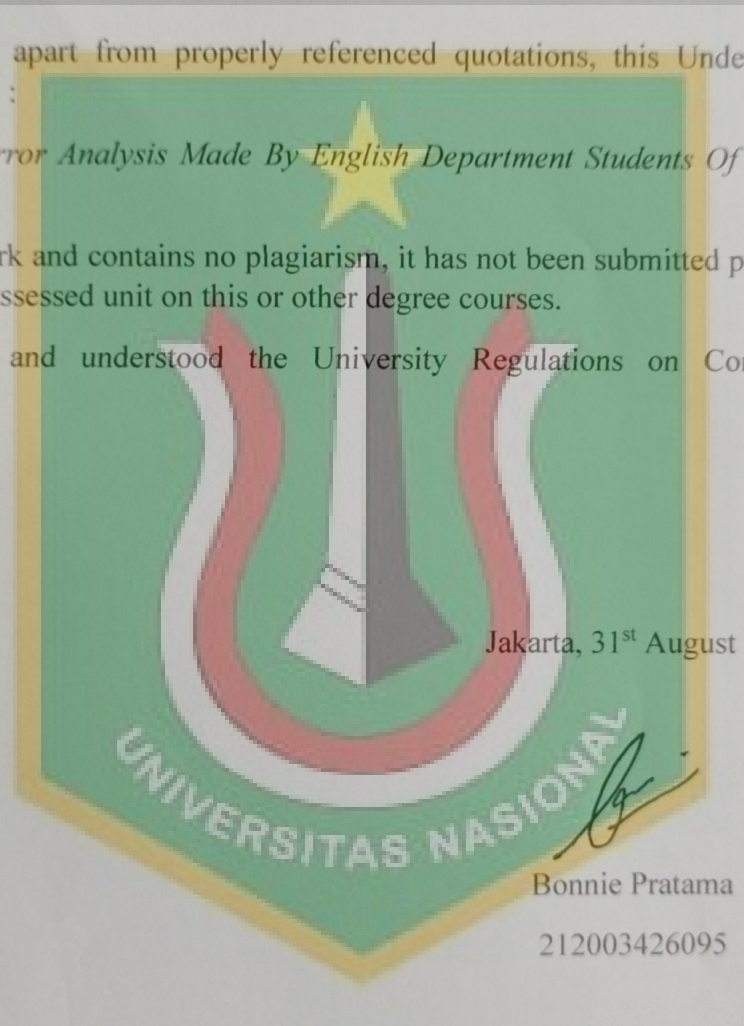 apart from properly referenced quotations, this Unde
:
rror Analysis Made By English Department Students Of
rk and contains no plagiarism, it has not been submitted p
ssessed unit on this or other degree courses.
and understood the University Regulations on Con
Jakarta, 31st August
UNIVERSITAS NASIONAL
Bonnie Pratama
212003426095